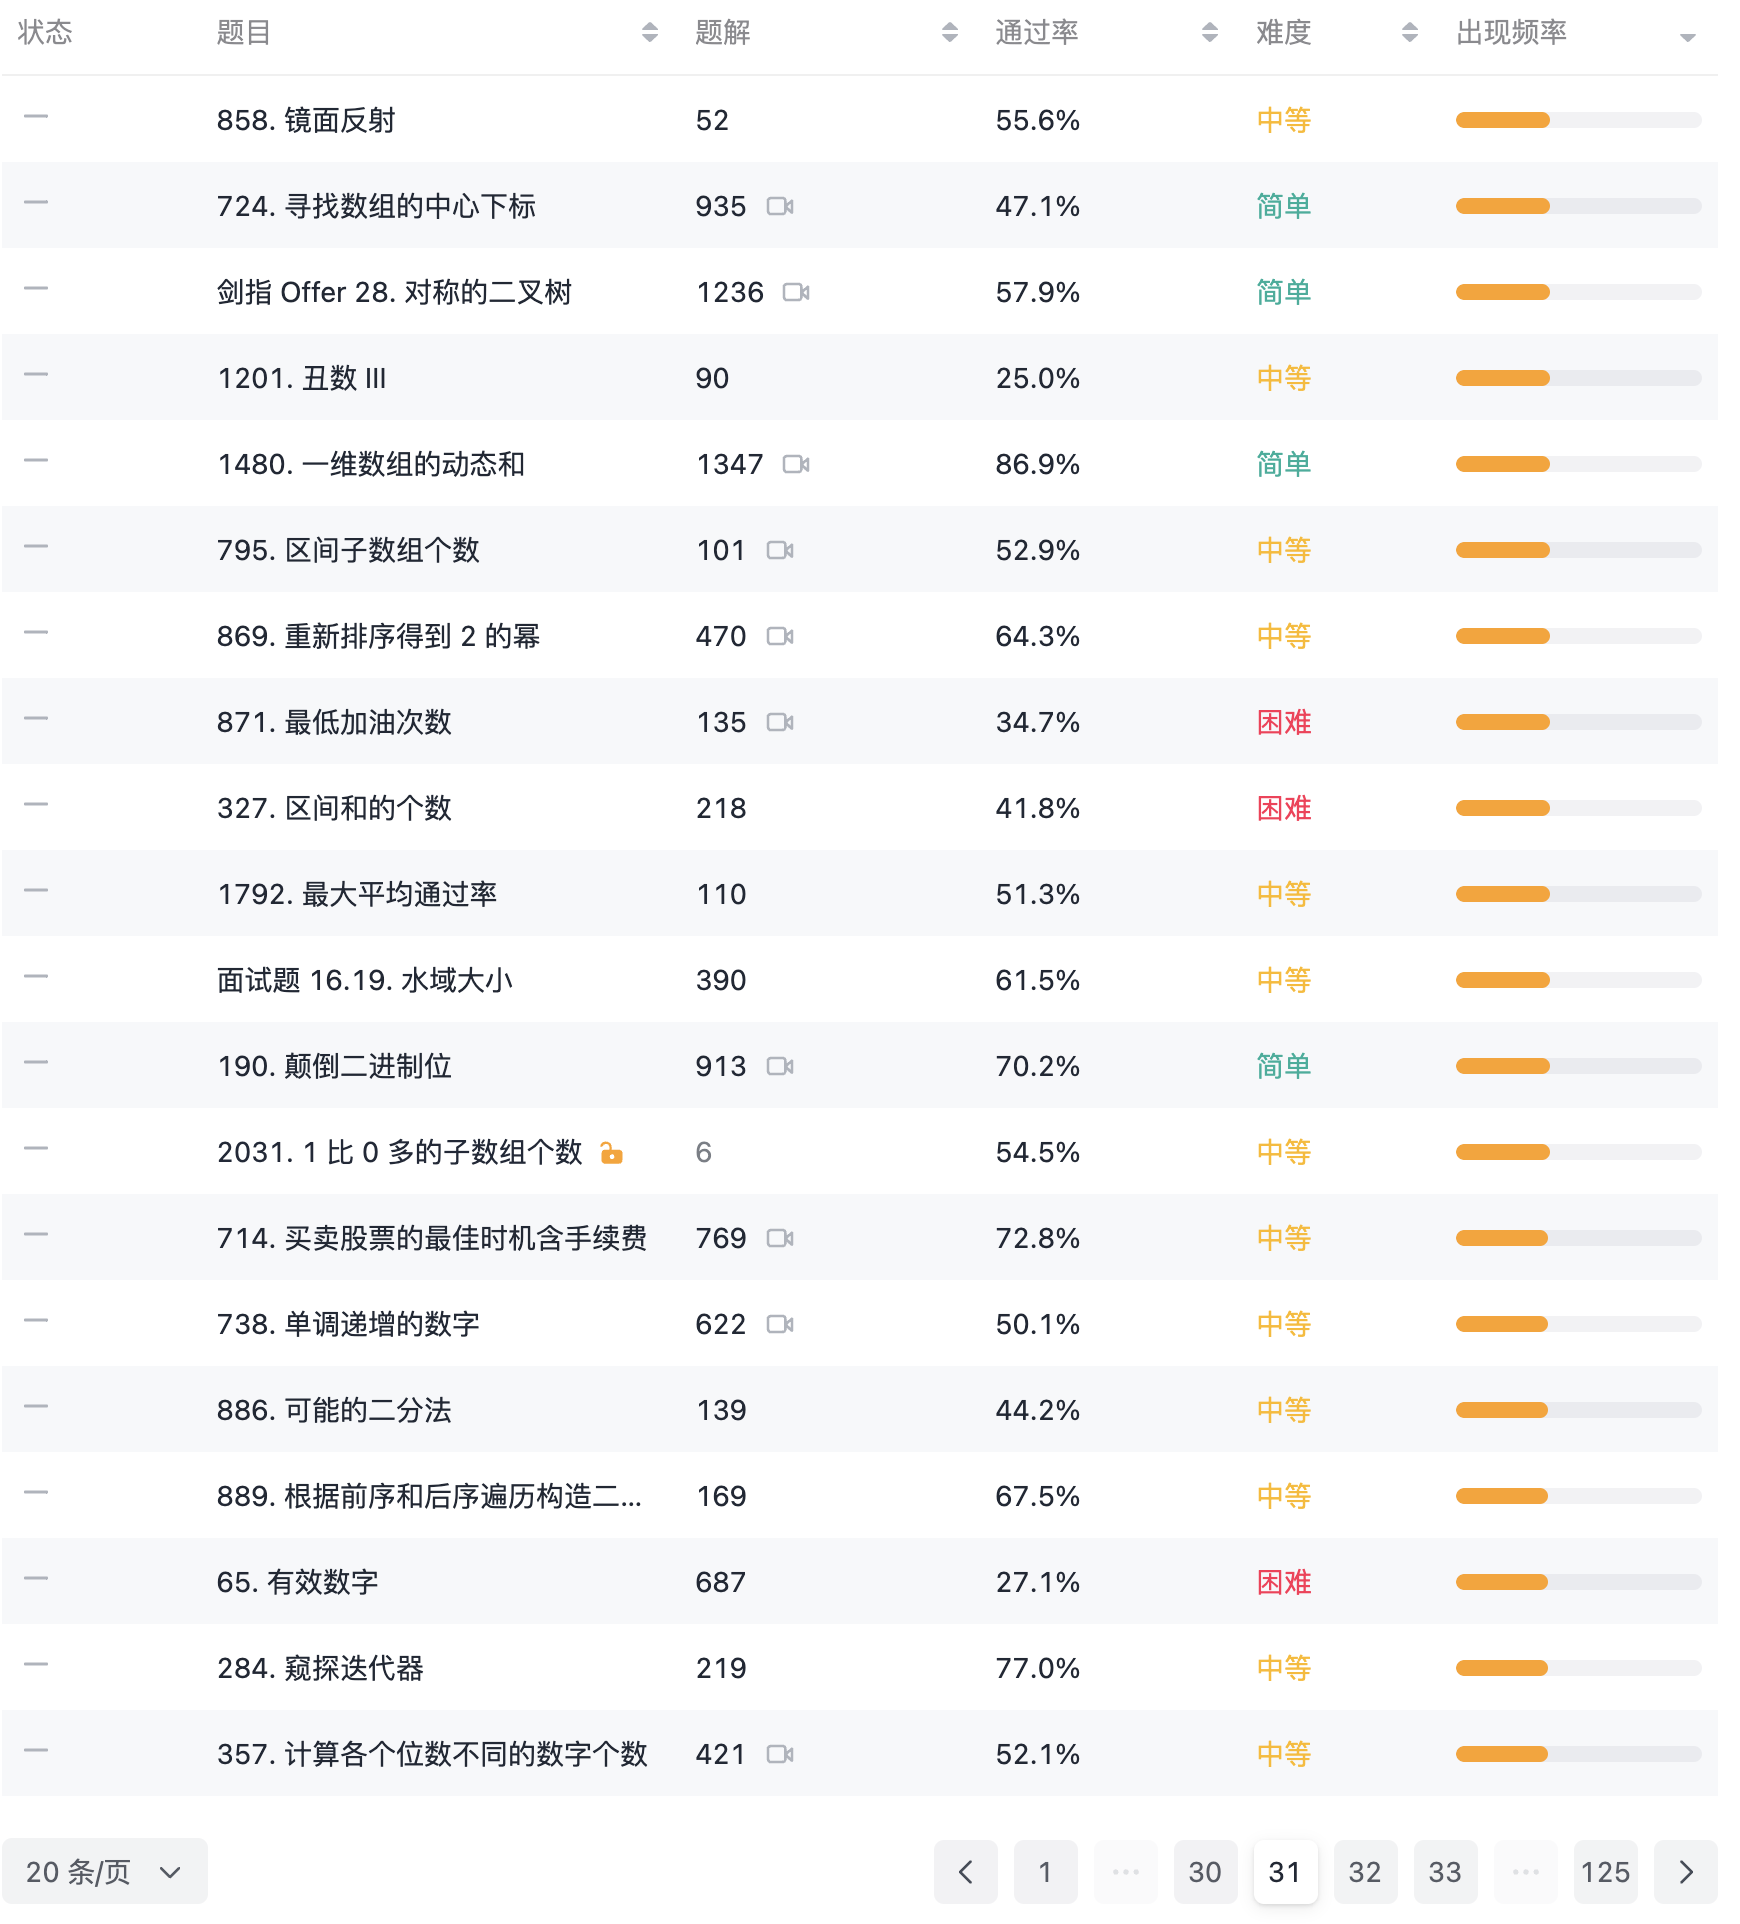 状态 题目 题解 通过率 难度 出现频率
858. 镜面反射 52 55.6% 中等
724. 寻找数组的中心下标 935 47.1% 简单
剑指 Offer 28. 对称的二叉树 1236 57.9% 简单
1201. 丑数 III 90 25.0% 中等
1480. 一维数组的动态和 1347 86.9% 简单
795. 区间子数组个数 101 52.9% 中等
869. 重新排序得到 2 的幂 470 64.3% 中等
871. 最低加油次数 135 34.7% 困难
327. 区间和的个数 218 41.8% 困难
1792. 最大平均通过率 110 51.3% 中等
面试题 16.19. 水域大小 390 61.5% 中等
190. 颠倒二进制位 913 70.2% 简单
2031. 1 比 0 多的子数组个数 6 54.5% 中等
714. 买卖股票的最佳时机含手续费 769 72.8% 中等
738. 单调递增的数字 622 50.1% 中等
886. 可能的二分法 139 44.2% 中等
889. 根据前序和后序遍历构造二... 169 67.5% 中等
65. 有效数字 687 27.1% 困难
284. 窥探迭代器 219 77.0% 中等
357. 计算各个位数不同的数字个数 421 52.1% 中等
20 条/页 1 ... 30 31 32 33 ... 125